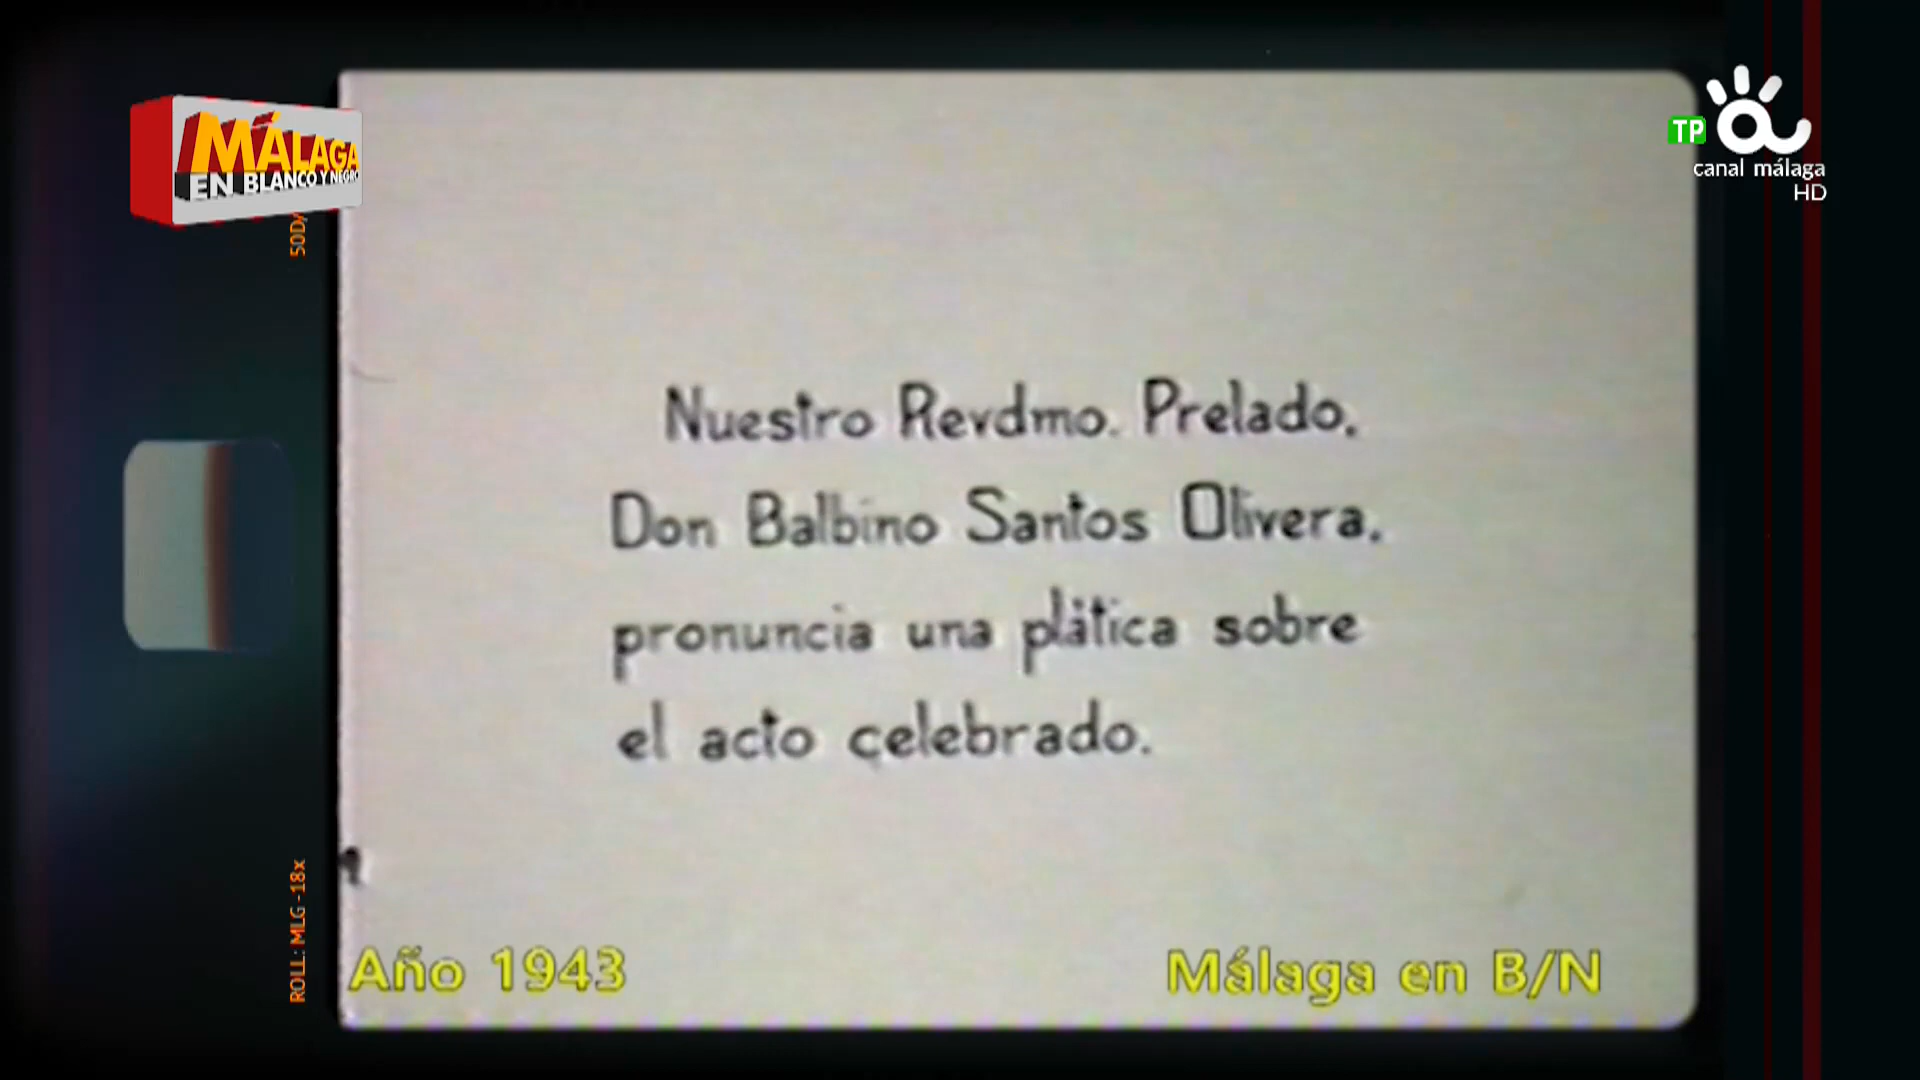 MÁLAGA
EN BLANCO Y NEGRO
TP
canal málaga
HD
50D
Nuestro Revdmo. Prelado.
Don Balbino Santos Olivera.
pronuncia una plática sobre
el acto celebrado.
ROLL: MLG-18x
Año 1943
Málaga en B/N